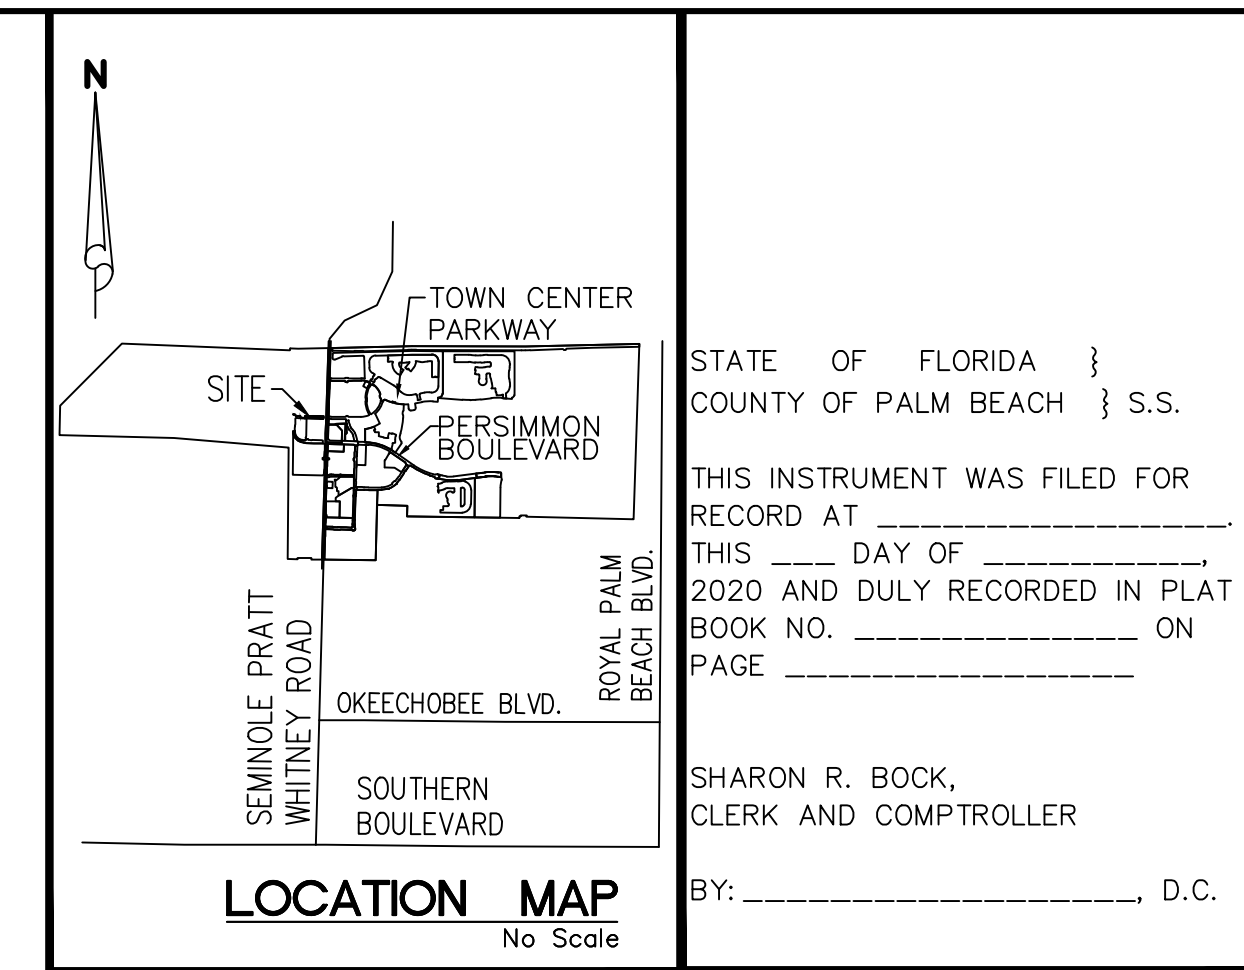 N
TOWN CENTER
PARKWAY
SITE
PERSIMMON
BOULEVARD
SEMINOLE PRATT
WHITNEY ROAD
ROYAL PALM
BEACH BLVD.
OKEECHOBEE BLVD.
SOUTHERN
BOULEVARD
LOCATION MAP
No Scale
STATE OF FLORIDA }
COUNTY OF PALM BEACH } S.S.
THIS INSTRUMENT WAS FILED FOR
RECORD AT ________________.
THIS ___ DAY OF __________,
2020 AND DULY RECORDED IN PLAT
BOOK NO. _____________ ON
PAGE ________________
SHARON R. BOCK,
CLERK AND COMPTROLLER
BY: __________________, D.C.